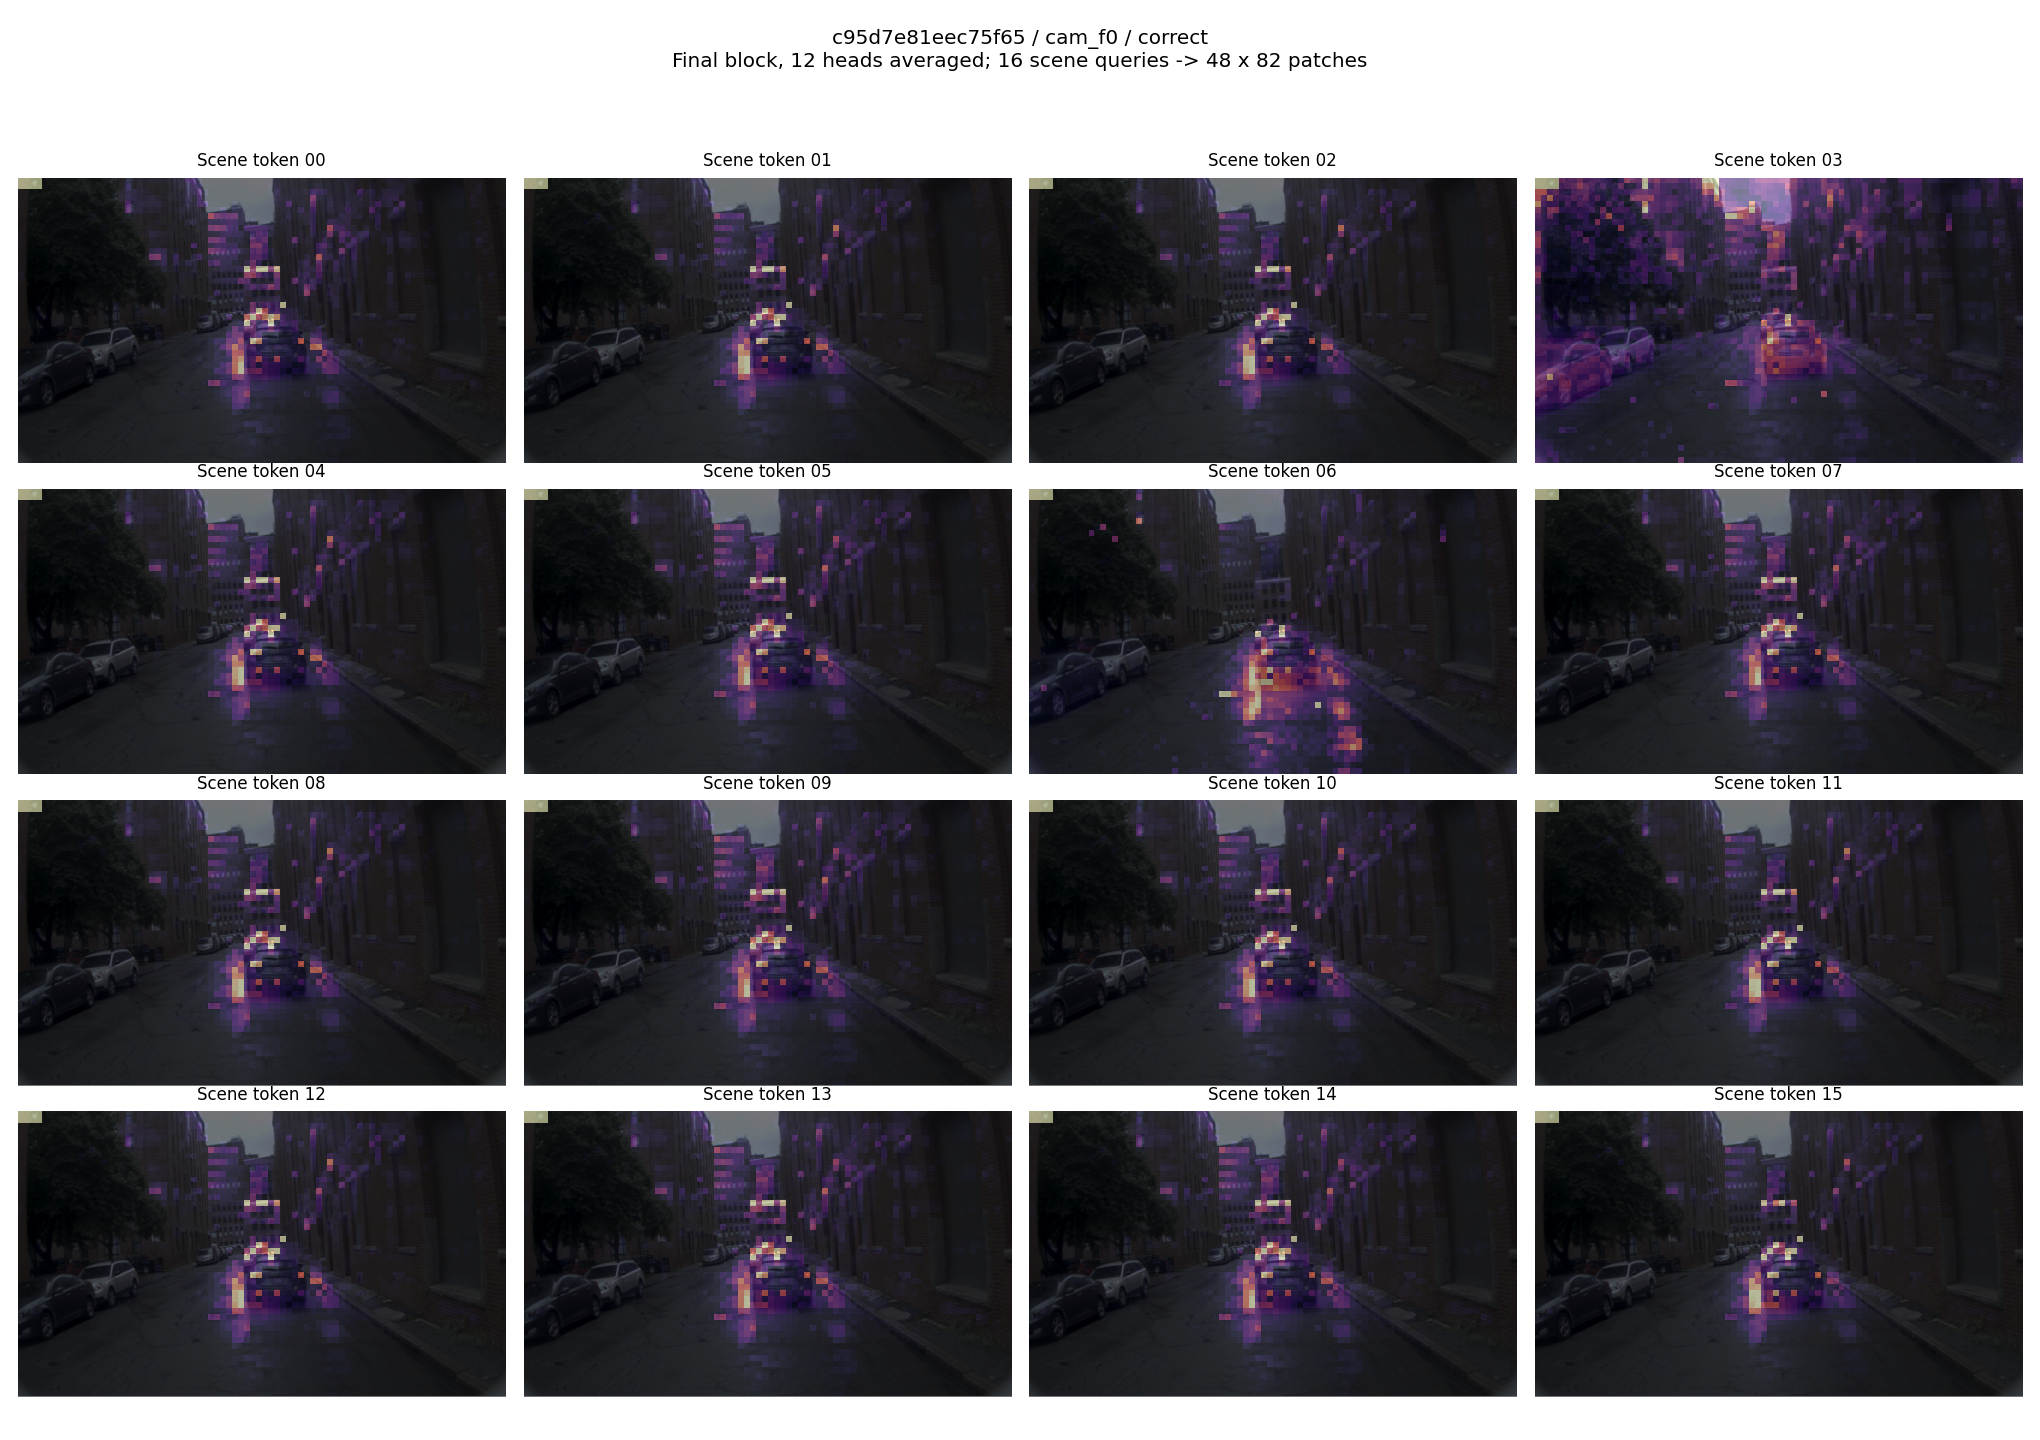 c95d7e81eec75f65 / cam_f0 / correct
Final block, 12 heads averaged; 16 scene queries -> 48 x 82 patches
Scene token 00
Scene token 01
Scene token 02
Scene token 03
Scene token 04
Scene token 05
Scene token 06
Scene token 07
Scene token 08
Scene token 09
Scene token 10
Scene token 11
Scene token 12
Scene token 13
Scene token 14
Scene token 15